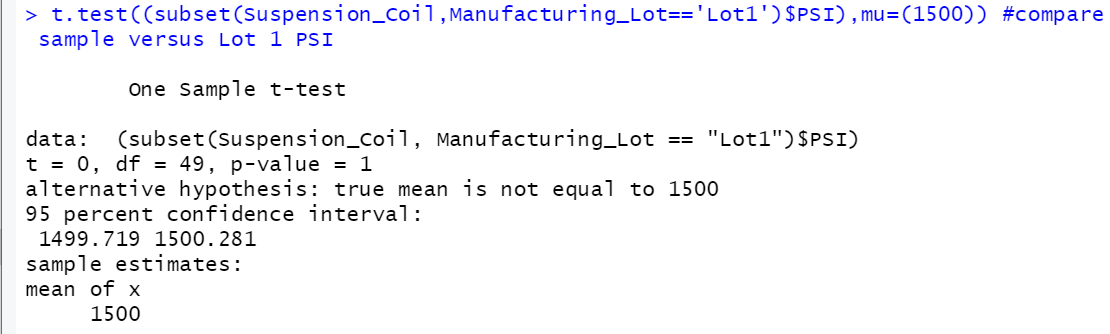 > t.test((subset(Suspension_Coil,Manufacturing_Lot=='Lot1')$PSI),mu=(1500)) #compare
sample versus Lot 1 PSI
One Sample t-test
data:  (subset(Suspension_Coil, Manufacturing_Lot == "Lot1")$PSI)
t = 0, df = 49, p-value = 1
alternative hypothesis: true mean is not equal to 1500
95 percent confidence interval:
1499.719 1500.281
sample estimates:
mean of x
1500